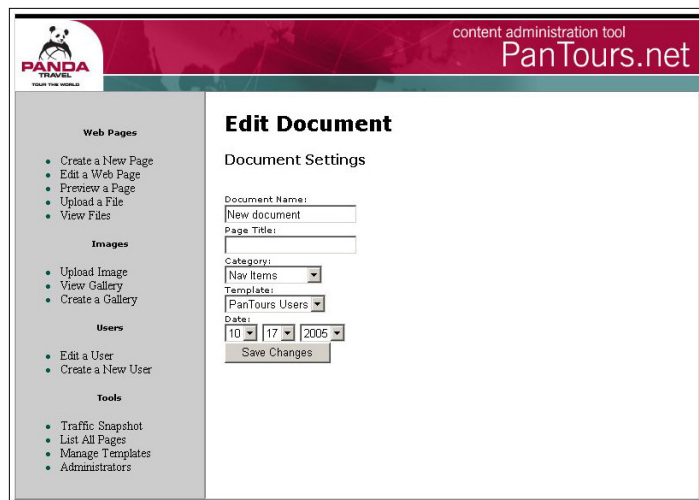 content administration tool
PanTours.net
PANDA
TRAVEL
TOUR THE WORLD
Web Pages
Create a New Page
Edit a Web Page
Preview a Page
Upload a File
View Files
Images
Upload Image
View Gallery
Create a Gallery
Users
Edit a User
Create a New User
Tools
Traffic Snapshot
List All Pages
Manage Templates
Administrators
Edit Document
Document Settings
Document Name:
New document
Page Title:
Category:
Nav Items
Template:
PanTours Users
Date:
10 17 2005
Save Changes